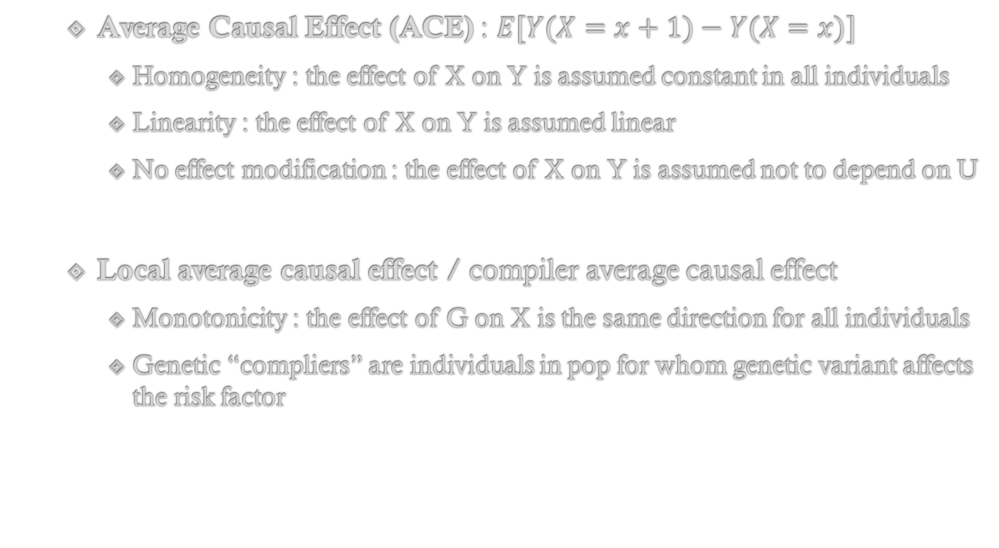 Average Causal Effect (ACE) : E[Y(X = x + 1) − Y(X = x)]
Homogeneity : the effect of X on Y is assumed constant in all individuals
Linearity : the effect of X on Y is assumed linear
No effect modification : the effect of X on Y is assumed not to depend on U
Local average causal effect / compiler average causal effect
Monotonicity : the effect of G on X is the same direction for all individuals
Genetic “compliers” are individuals in pop for whom genetic variant affects
the risk factor